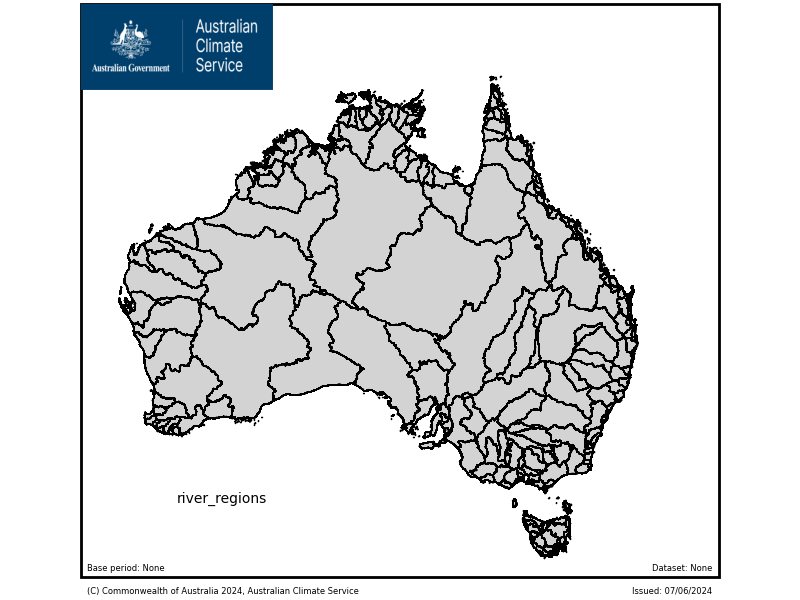 Australian
Climate
Service
Australian Government
river_regions
Base period: None
Dataset: None
(C) Commonwealth of Australia 2024, Australian Climate Service
Issued: 07/06/2024